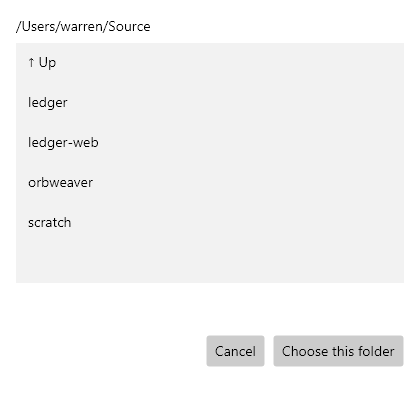 /Users/warren/Source
↑ Up
ledger
ledger-web
orbweaver
scratch
Cancel
Choose this folder